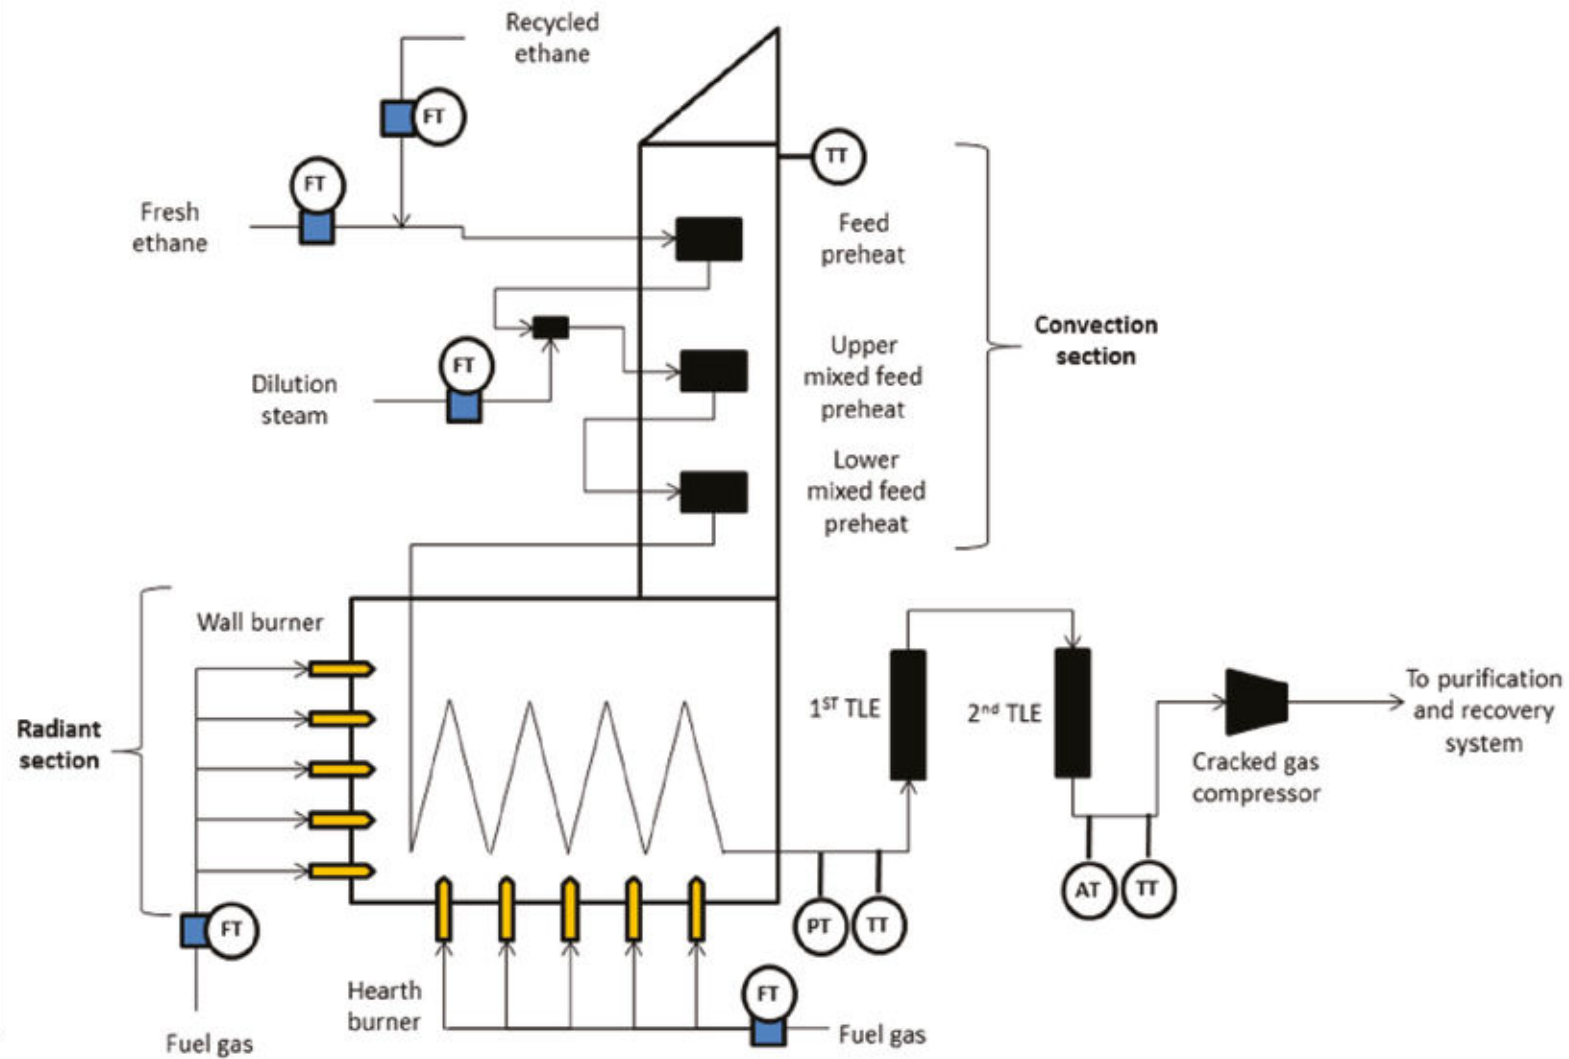 Recycled
ethane
FT
FT
TT
Fresh
ethane
Feed
preheat
Convection
section
FT
Dilution
steam
Upper
mixed feed
preheat
Lower
mixed feed
preheat
Wall burner
Radiant
section
1ST TLE
2nd TLE
To purification
and recovery
system
Cracked gas
compressor
AT
TT
PT
TT
FT
Hearth
burner
FT
Fuel gas
Fuel gas